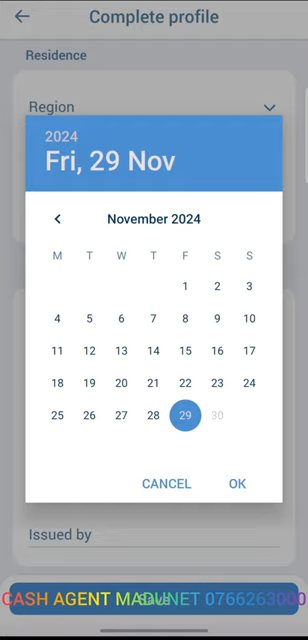 Complete profile
Residence
Region
2024
Fri, 29 Nov
November 2024
M T W T F S S
1 2 3
4 5 6 7 8 9 10
11 12 13 14 15 16 17
18 19 20 21 22 23 24
25 26 27 28 29 30
CANCEL OK
Issued by
Save
CASH AGENT MADUNET 0766263000